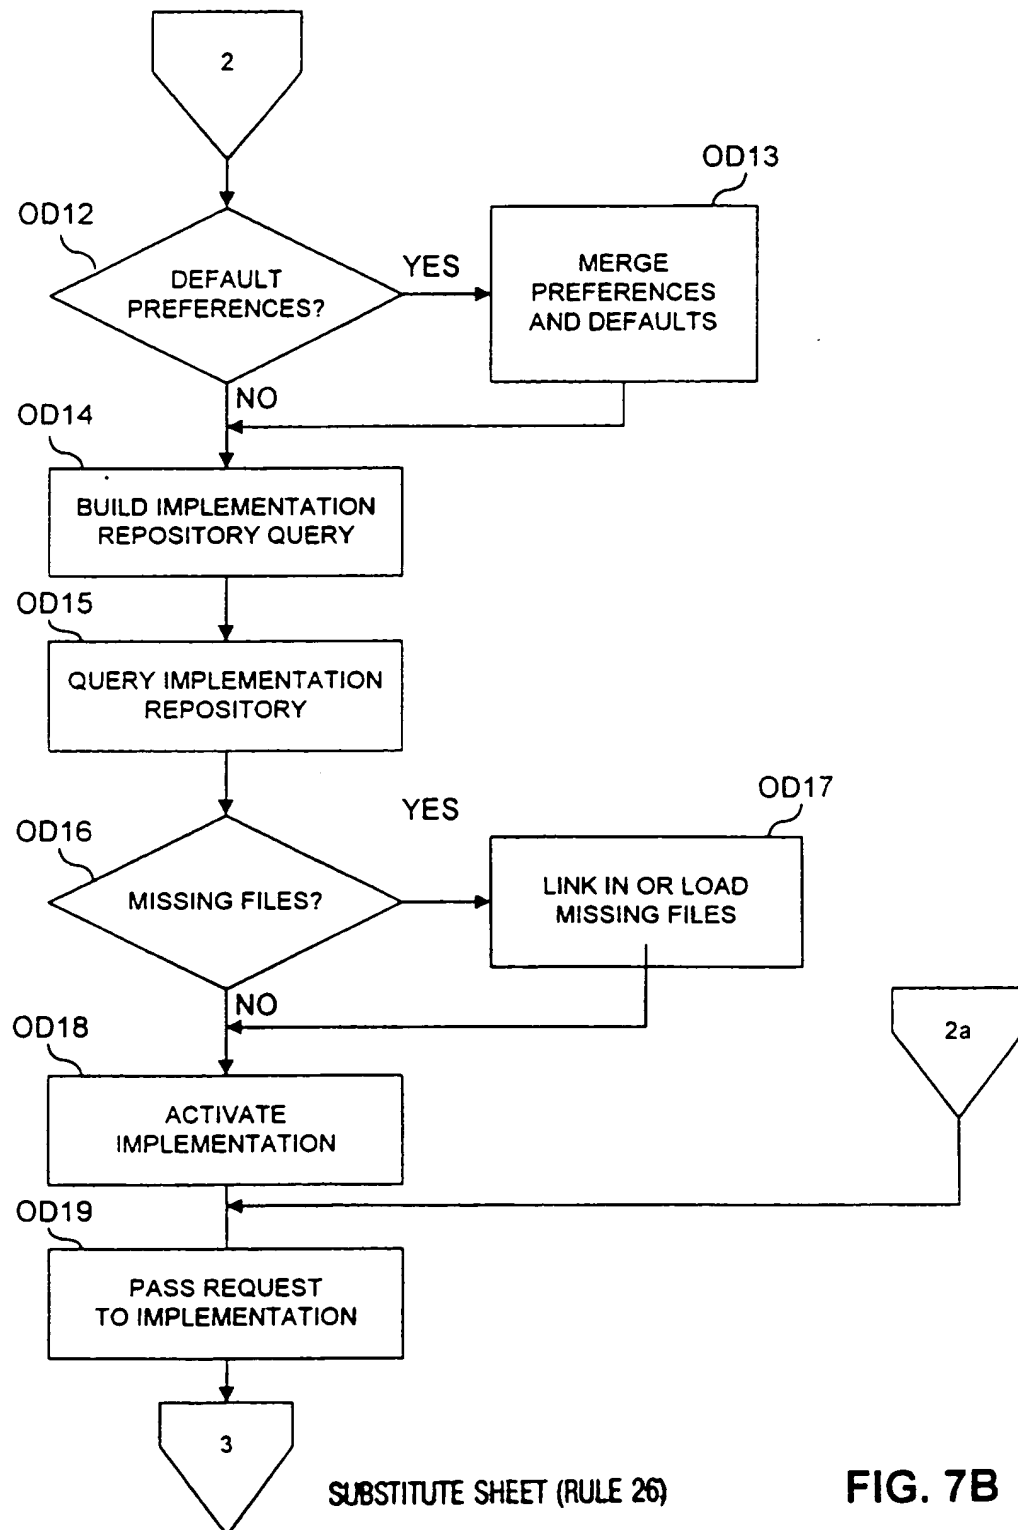 2
OD13
OD12
YES
DEFAULT
PREFERENCES?
MERGE
PREFERENCES
AND DEFAULTS
NO
OD14
BUILD IMPLEMENTATION
REPOSITORY QUERY
OD15
QUERY IMPLEMENTATION
REPOSITORY
YES
OD17
OD16
MISSING FILES?
LINK IN OR LOAD
MISSING FILES
NO
OD18
2a
ACTIVATE
IMPLEMENTATION
OD19
PASS REQUEST
TO IMPLEMENTATION
3
SUBSTITUTE SHEET (RULE 26)
FIG. 7B